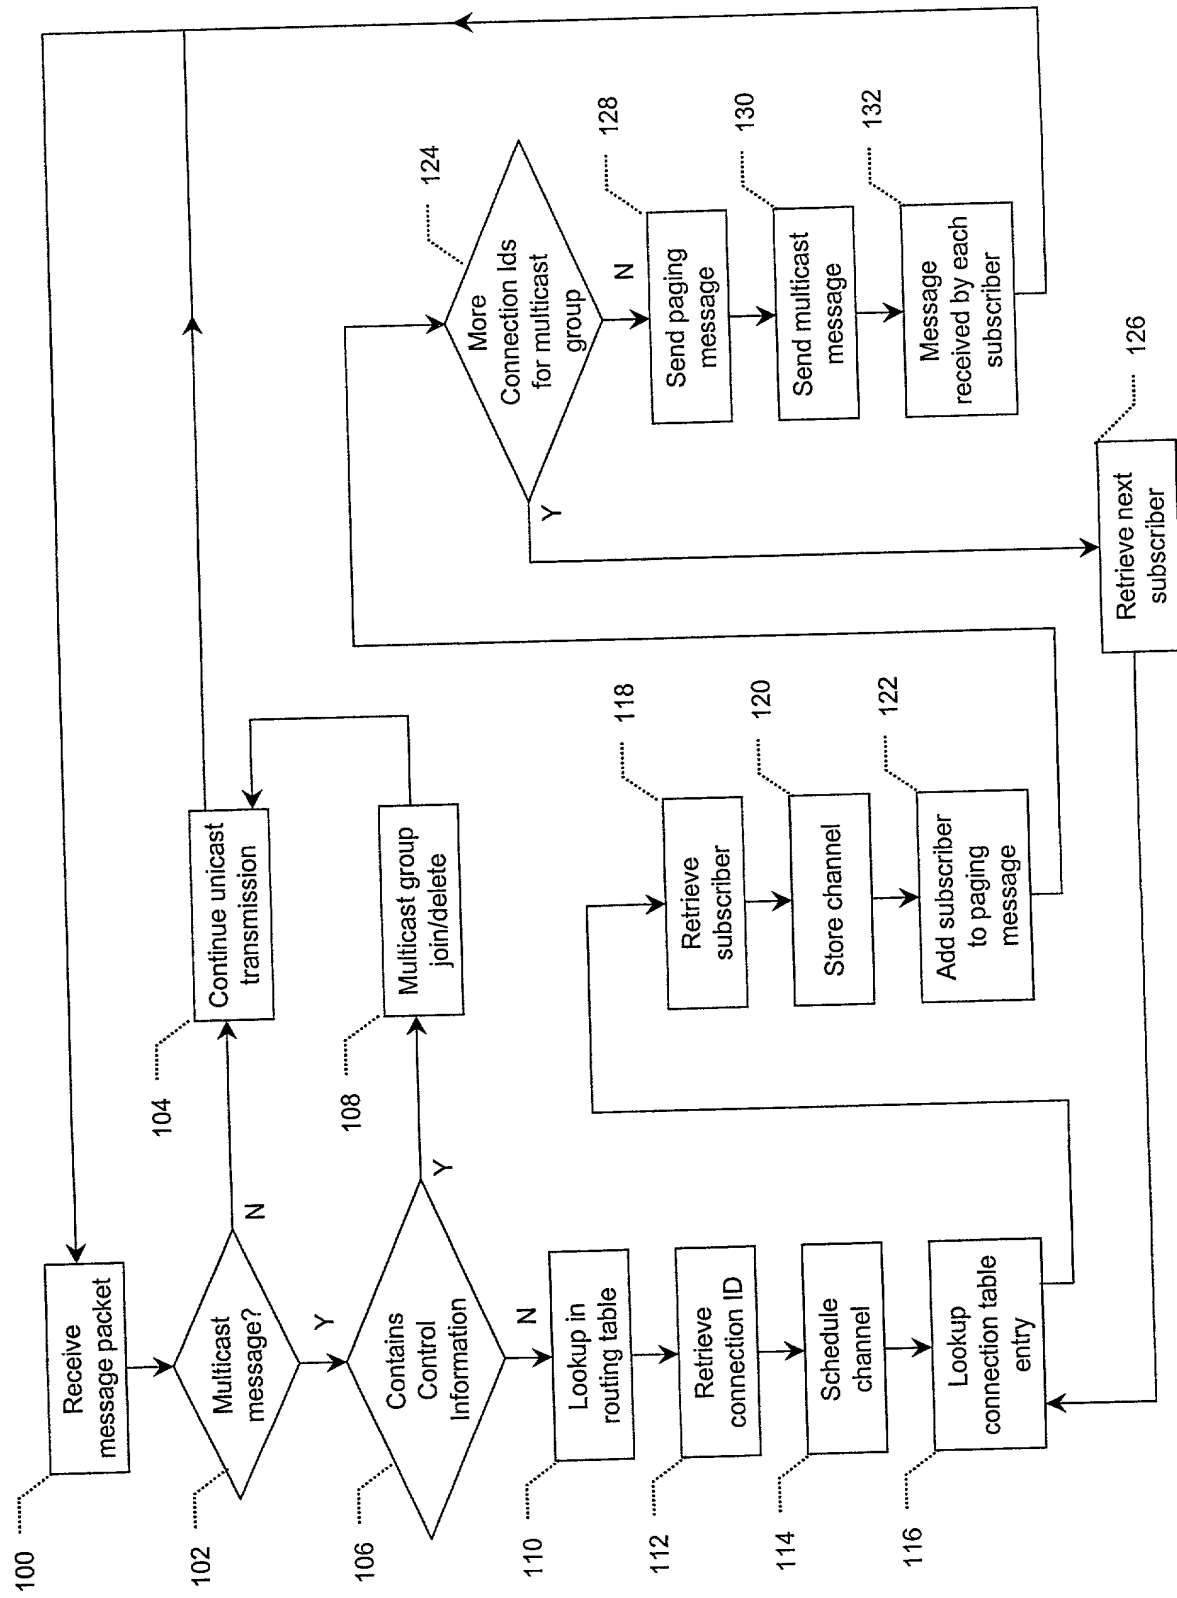 100
Receive
message packet
102
Multicast
message?
N
Y
104
Continue unicast
transmission
106
Contains
Control
Information
Y
N
108
Multicast group
join/delete
110
Lookup in
routing table
112
Retrieve
connection ID
114
Schedule
channel
116
Lookup
connection table
entry
118
Retrieve
subscriber
120
Store channel
122
Add subscriber
to paging
message
124
More
Connection Ids
for multicast
group
Y
N
126
Retrieve next
subscriber
128
Send paging
message
130
Send multicast
message
132
Message
received by each
subscriber